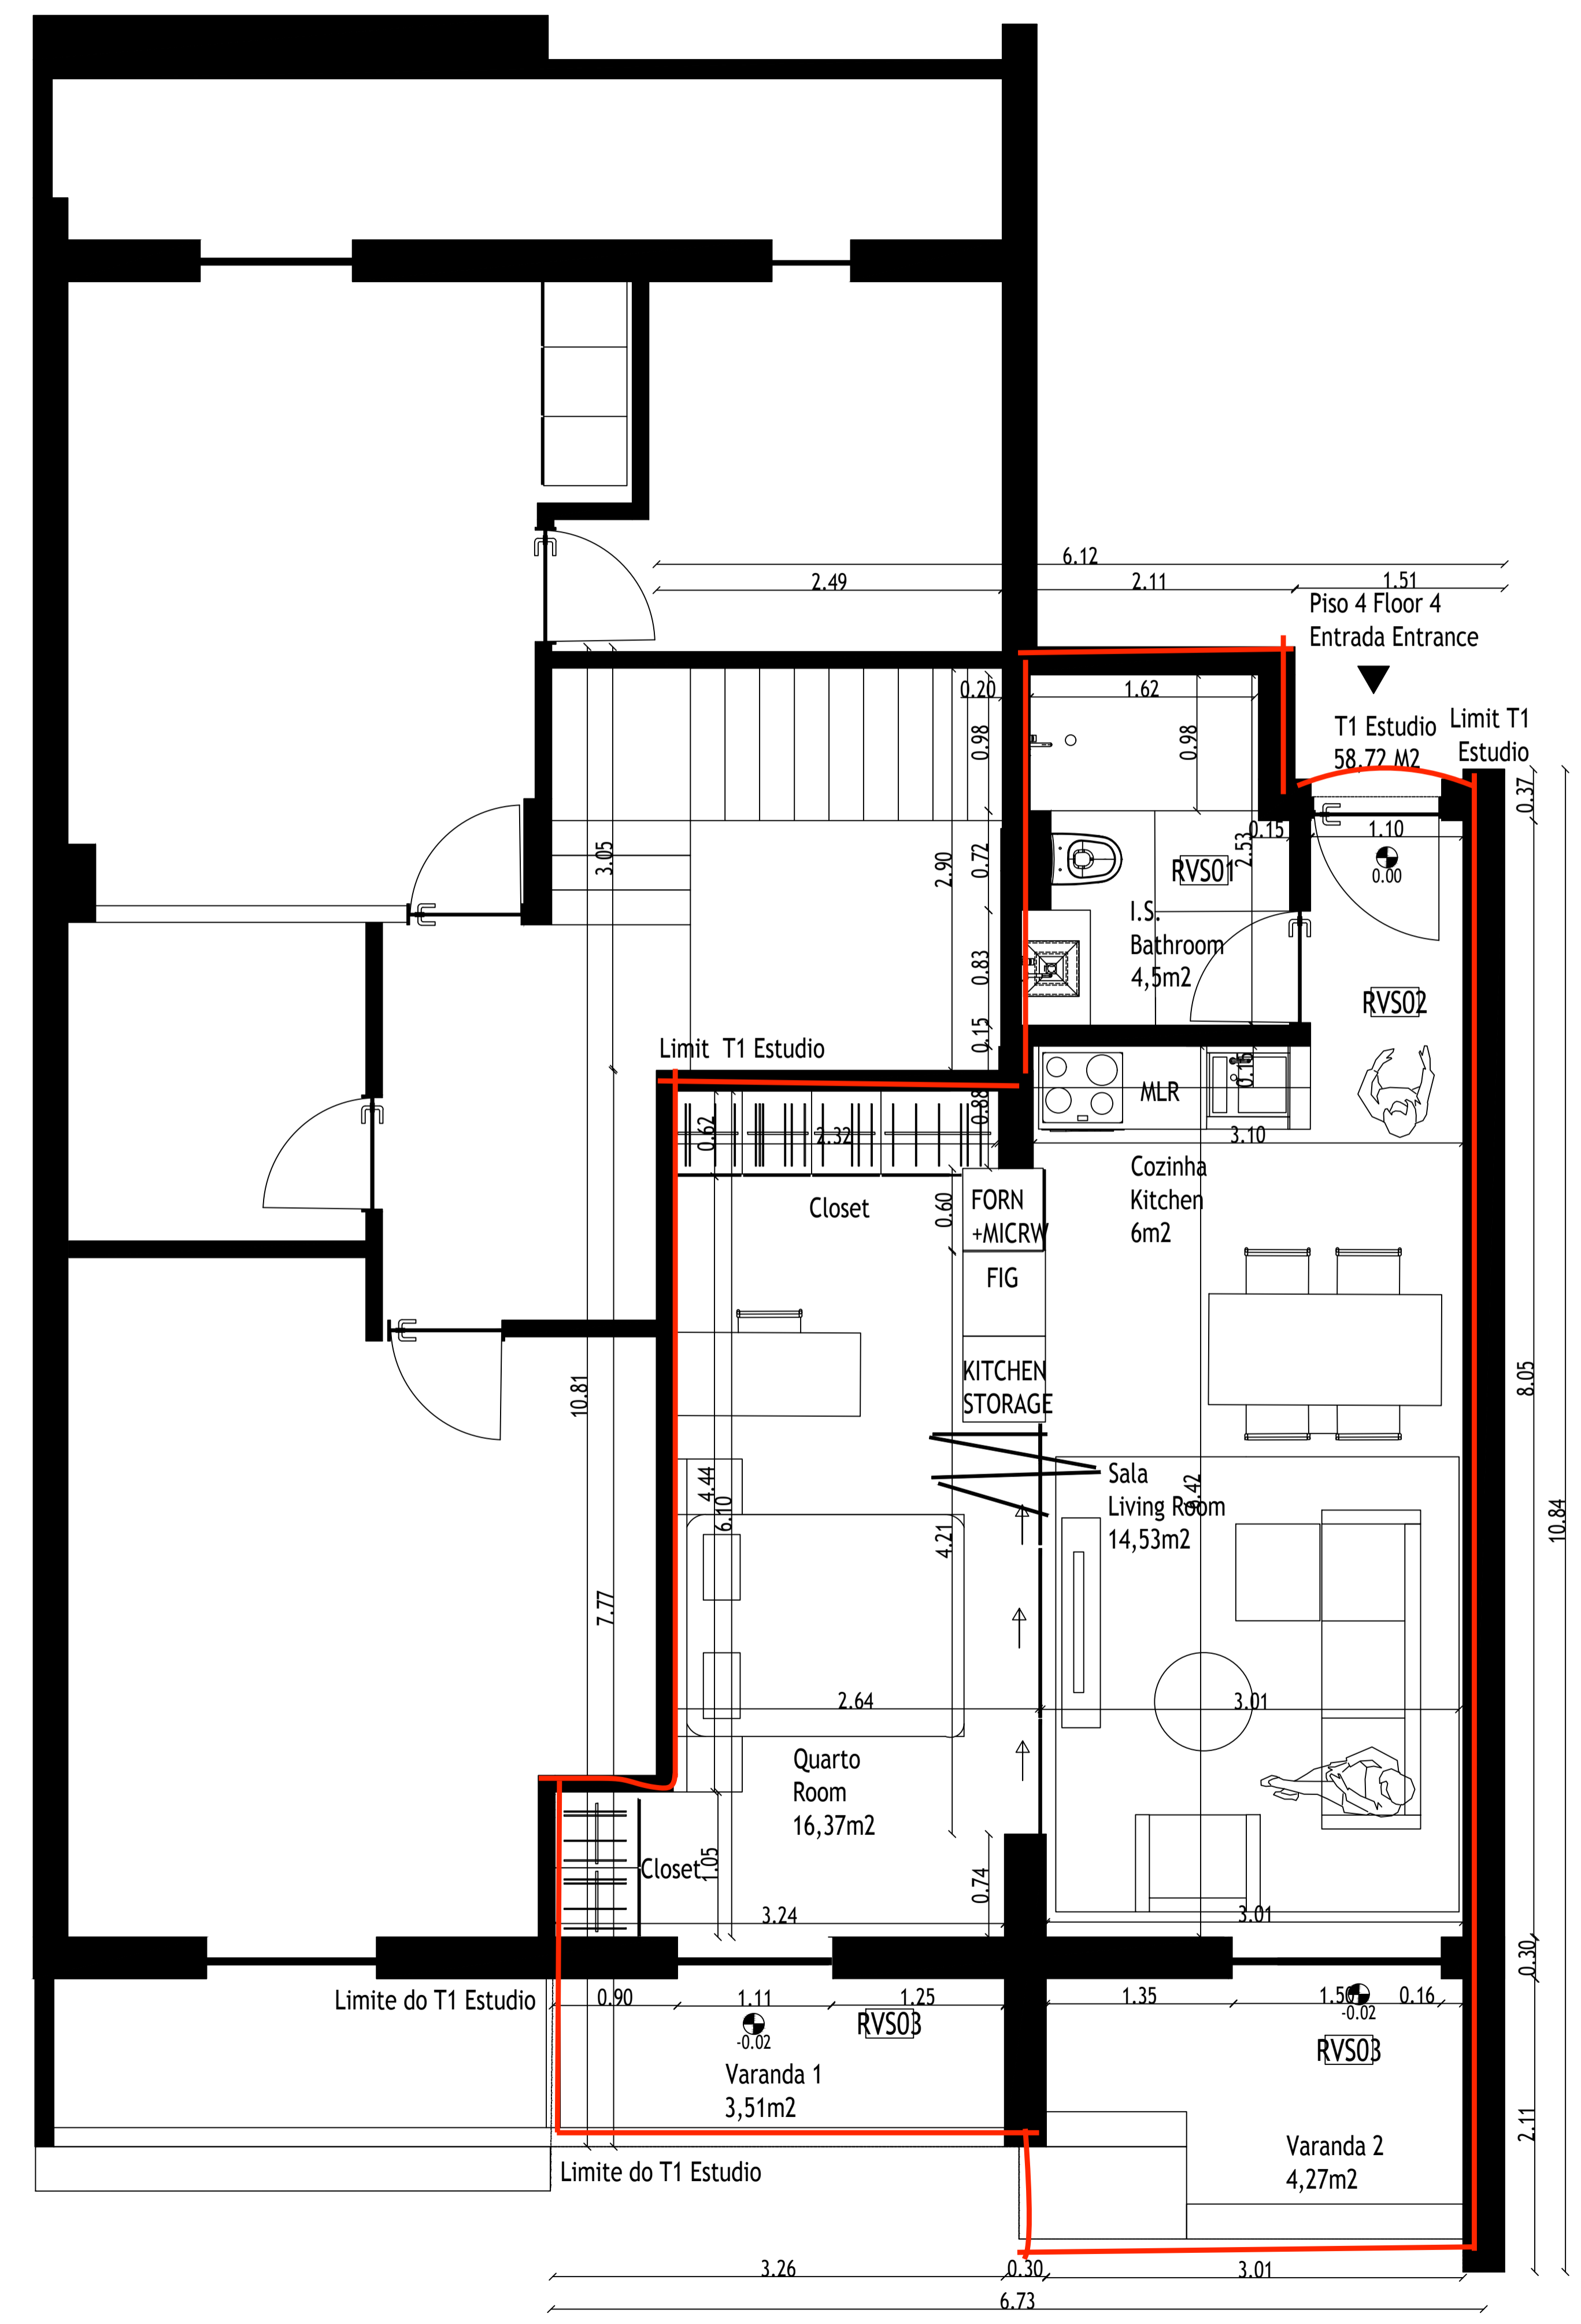 6.12
2.49
2.11
1.51
Piso 4 Floor 4
Entrada Entrance
0.20
1.62
T1 Estudio
58,72 M2
Limit T1
Estudio
0.98
0.98
0.37
3.05
2.90
0.72
0.15
2.53
1.10
RVS01
0.00
I.S.
Bathroom
4,5m2
0.83
RVS02
0.15
Limit T1 Estudio
0.15
MLR
0.88
0.62
2.32
3.10
Closet
0.60
FORN
+MICRW
Cozinha
Kitchen
6m2
FIG
KITCHEN
STORAGE
10.81
8.05
4.44
6.10
4.21
Sala
Living Room
14,53m2
10.84
7.77
2.64
3.01
Quarto
Room
16,37m2
Closet
1.05
0.74
3.24
3.01
0.30
Limite do T1 Estudio
0.90
1.11
1.25
1.35
1.50
0.16
-0.02
RVS03
-0.02
RVS03
Varanda 1
3,51m2
2.11
Varanda 2
4,27m2
Limite do T1 Estudio
3.26
0.30
3.01
6.73